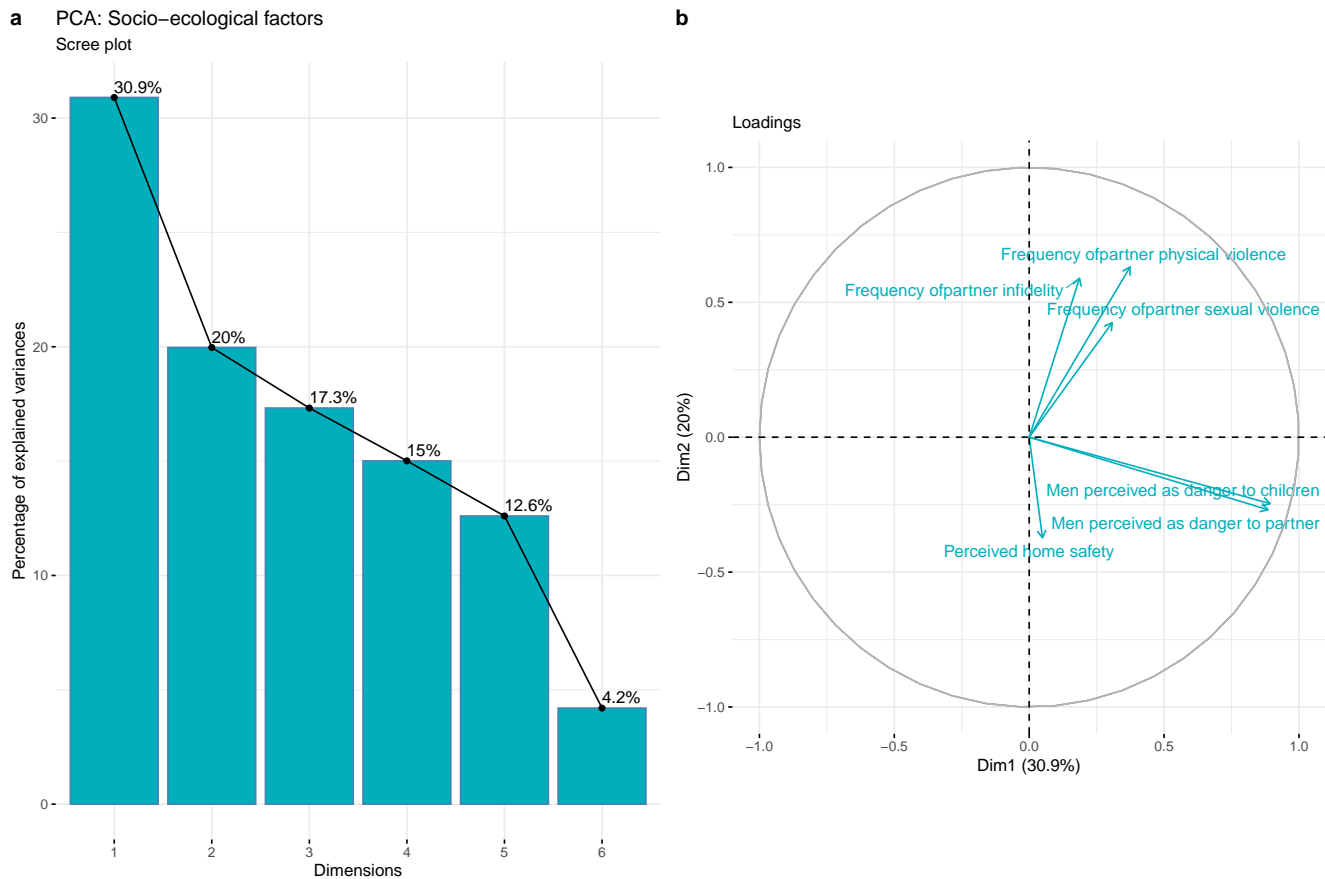 a
PCA: Socio−ecological factors
Scree plot
Percentage of explained variances
30
20
10
0
30.9%
20%
17.3%
15%
12.6%
4.2%
1 2 3 4 5 6
Dimensions
b
Loadings
Dim2 (20%)
1.0
0.5
0.0
−0.5
−1.0
Frequency ofpartner physical violence
Frequency ofpartner infidelity
Frequency ofpartner sexual violence
Men perceived as danger to children
Men perceived as danger to partner
Perceived home safety
−1.0 −0.5 0.0 0.5 1.0
Dim1 (30.9%)